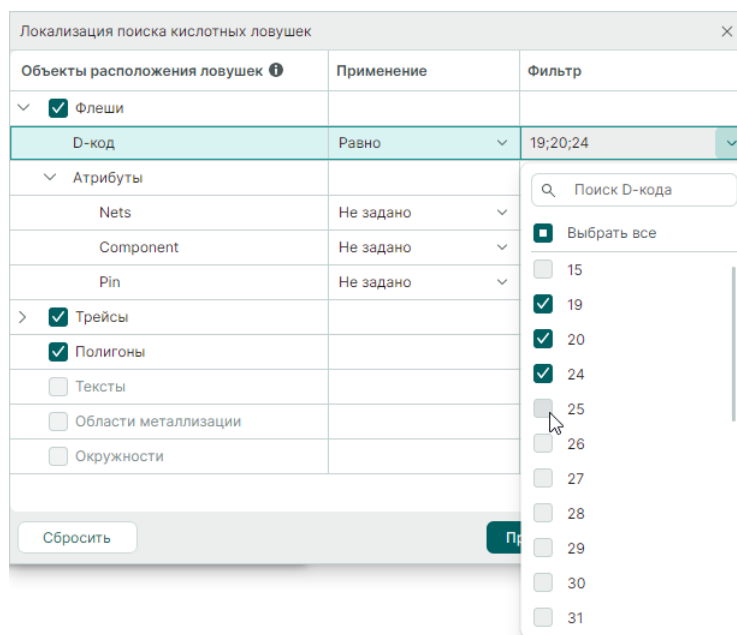 Локализация поиска кислотных ловушек
Объекты расположения ловушек Применение Фильтр
Флеши
D-код Равно 19;20;24
Атрибуты Поиск D-кода
Nets Не задано Выбрать все
Component Не задано 15
Pin Не задано 19
Трейсы 20
Полигоны 24
Тексты 25
Области металлизации 26
Окружности 27
28
Сбросить 29
30
31